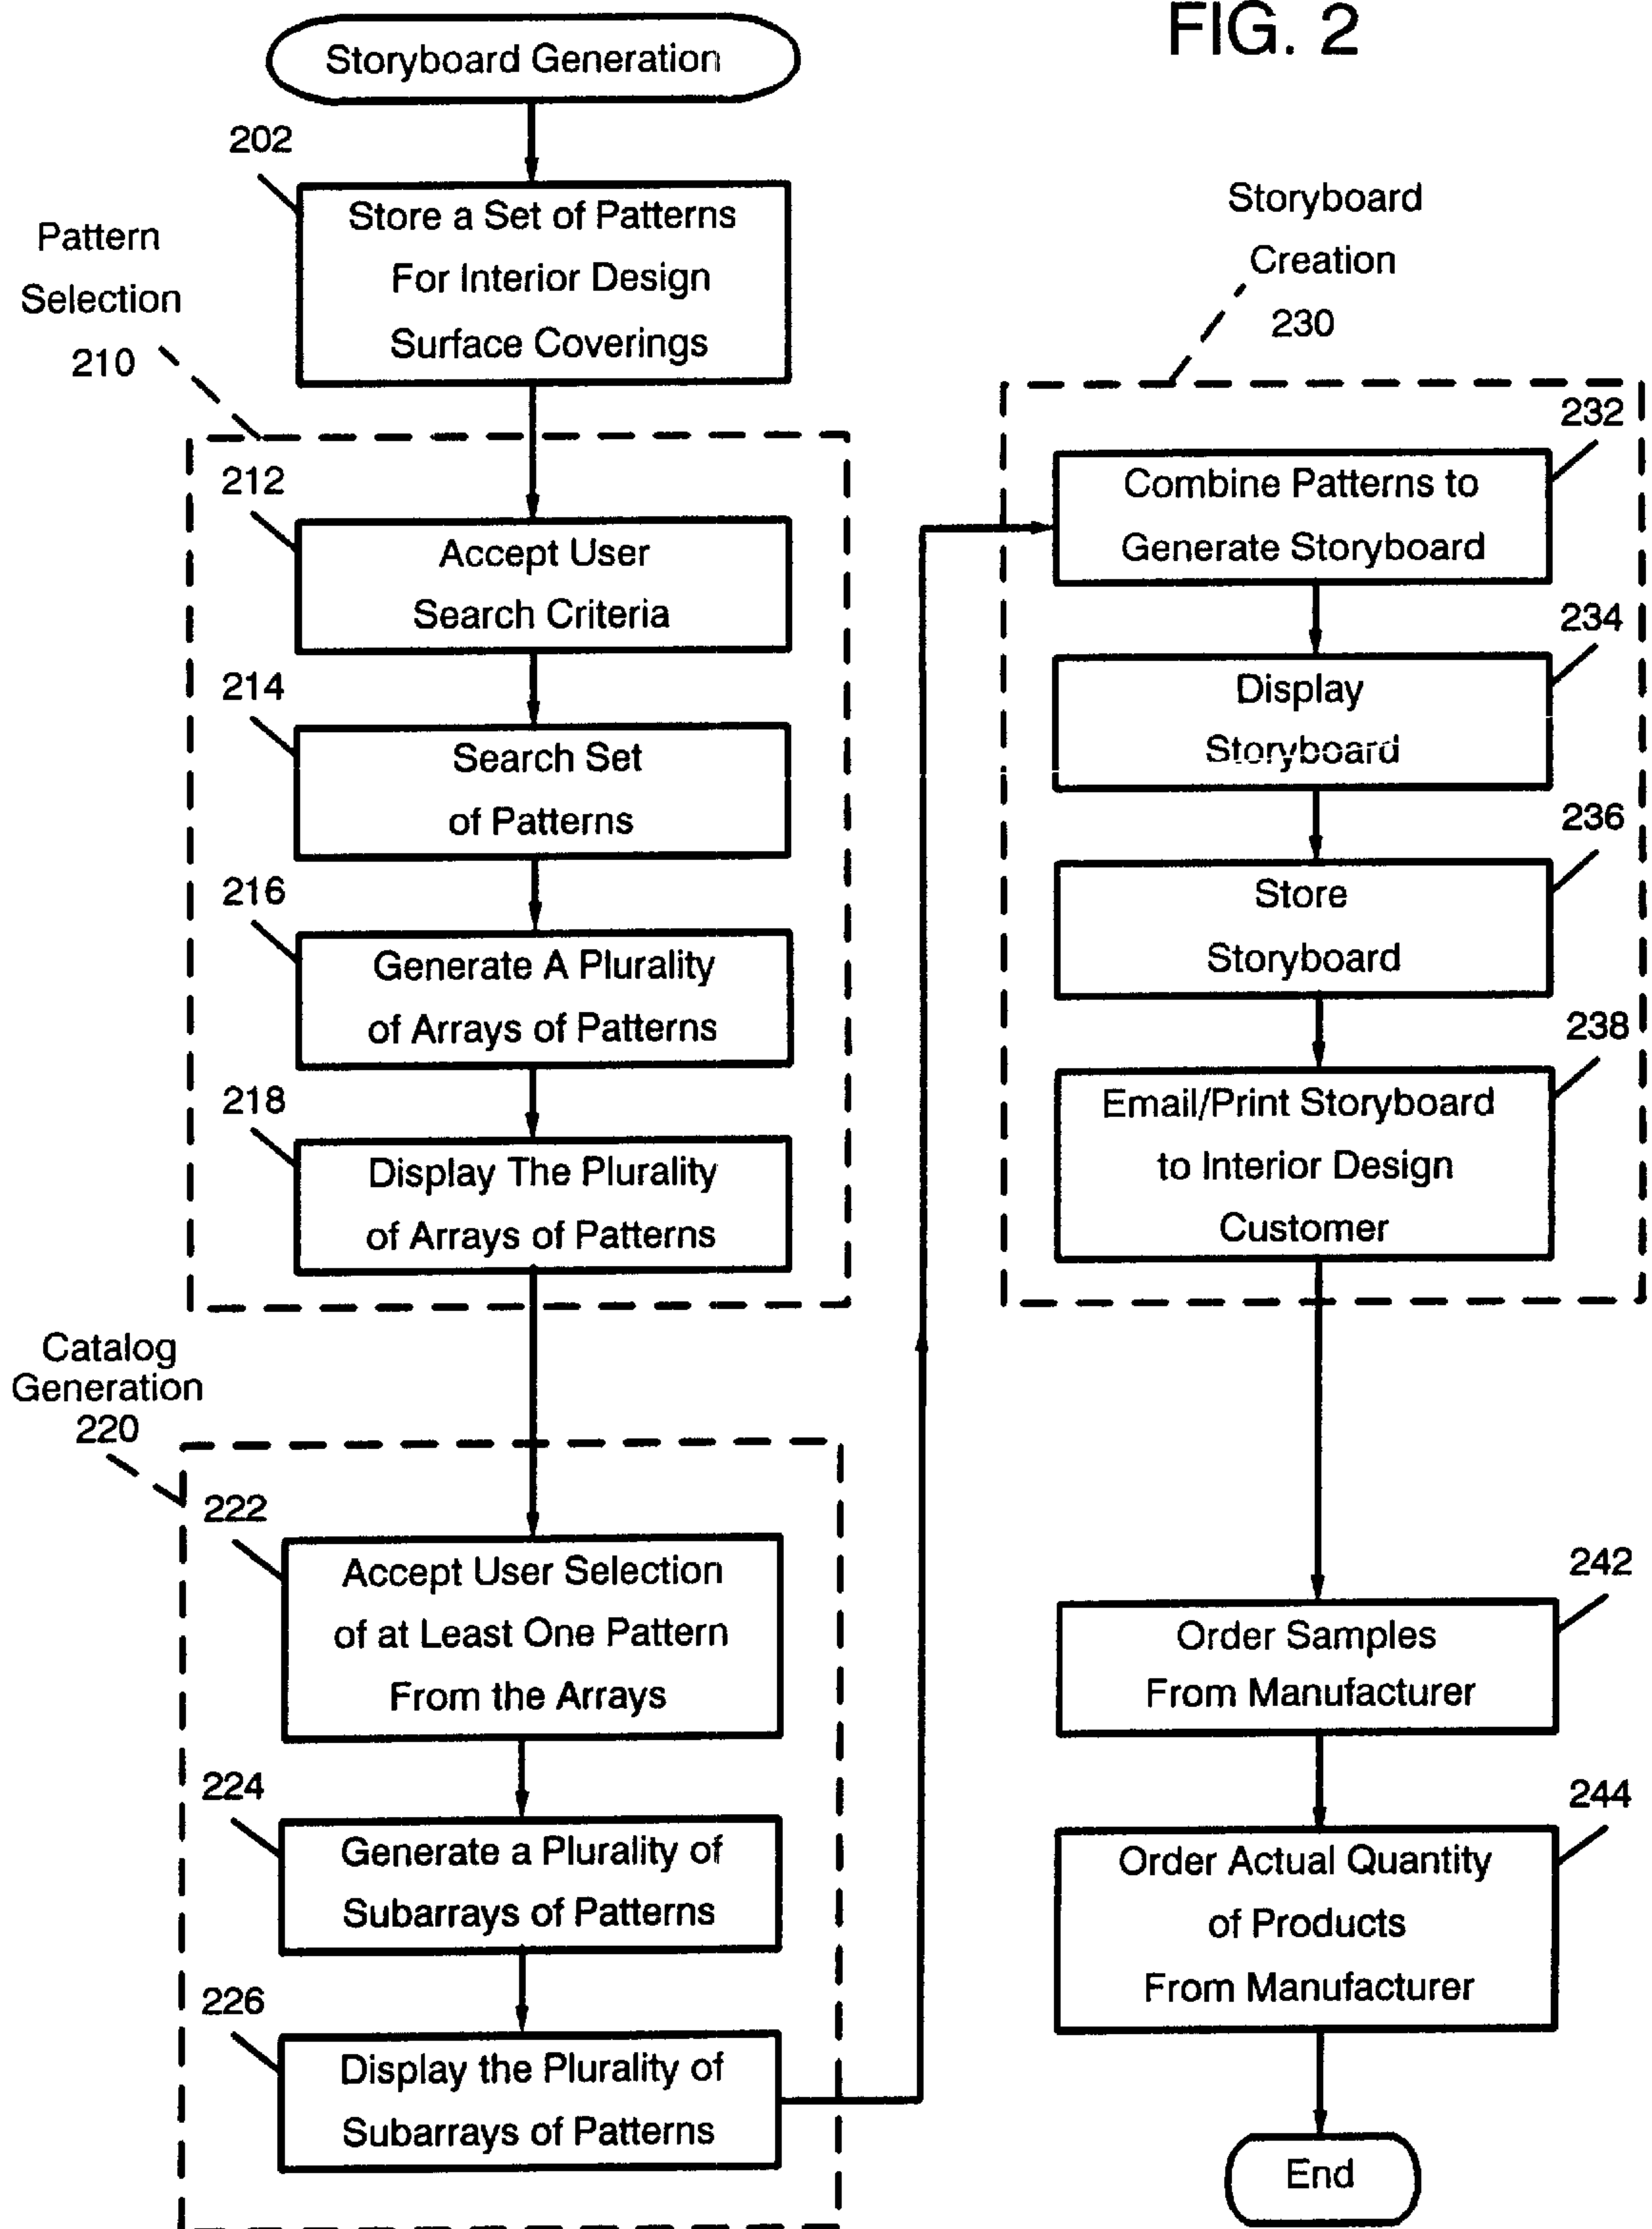 FIG. 2
Storyboard Generation
202
Store a Set of Patterns
For Interior Design
Surface Coverings
Pattern
Selection
210
212
Accept User
Search Criteria
214
Search Set
of Patterns
216
Generate A Plurality
of Arrays of Patterns
218
Display The Plurality
of Arrays of Patterns
Catalog
Generation
220
222
Accept User Selection
of at Least One Pattern
From the Arrays
224
Generate a Plurality of
Subarrays of Patterns
226
Display the Plurality of
Subarrays of Patterns
Storyboard
Creation
230
232
Combine Patterns to
Generate Storyboard
234
Display
Storyboard
236
Store
Storyboard
238
Email/Print Storyboard
to Interior Design
Customer
242
Order Samples
From Manufacturer
244
Order Actual Quantity
of Products
From Manufacturer
End